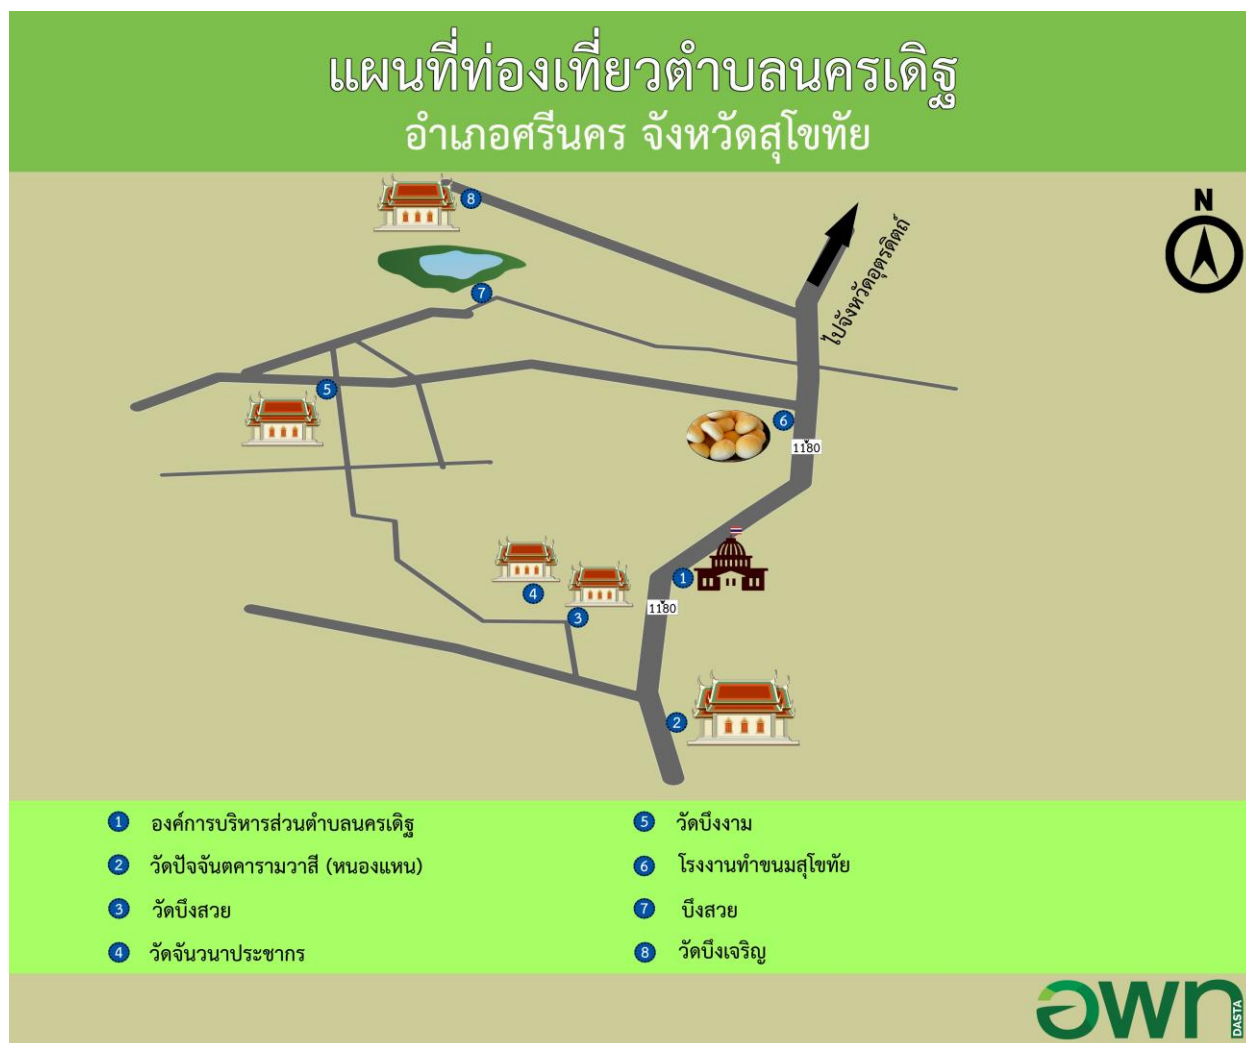 แผนที่ท่องเที่ยวตำบลนครเดิฐ
อำเภอศรีนคร จังหวัดสุโขทัย
N
8
ไปจังหวัดอุตรดิตถ์
7
5
6
1180
4
1
3
1180
2
1 องค์การบริหารส่วนตำบลนครเดิฐ
2 วัดปัจจันตคารามวาสี (หนองแหน)
3 วัดบึงสวย
4 วัดจันวนาประชากร
5 วัดบึงงาม
6 โรงงานทำขนมสุโขทัย
7 บึงสวย
8 วัดบึงเจริญ
อพท
DASTA